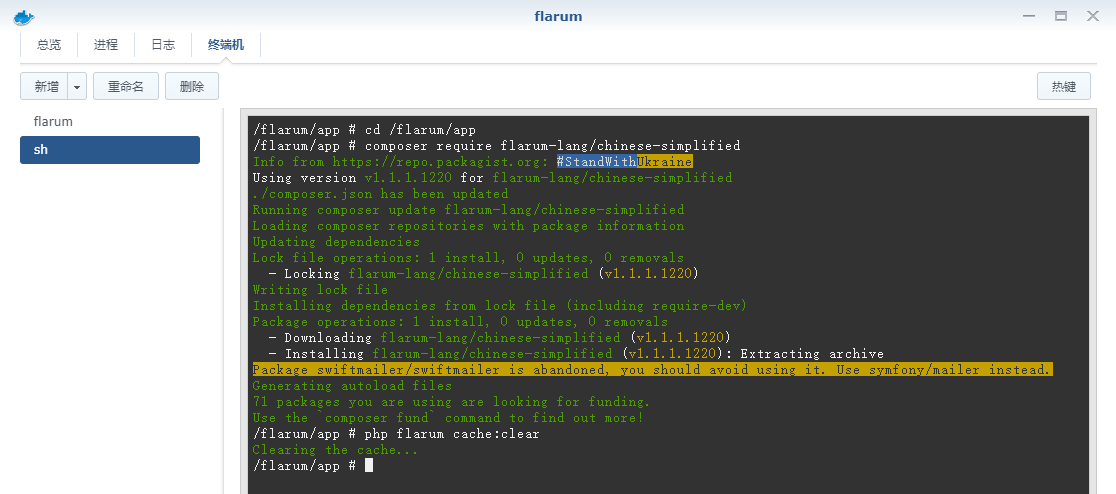 flarum
总览 进程 日志 终端机
新增 重命名 删除 热键
flarum
sh
/flarum/app # cd /flarum/app
/flarum/app # composer require flarum-lang/chinese-simplified
Info from https://repo.packagist.org: #StandWithUkraine
Using version v1.1.1.1220 for flarum-lang/chinese-simplified
./composer.json has been updated
Running composer update flarum-lang/chinese-simplified
Loading composer repositories with package information
Updating dependencies
Lock file operations: 1 install, 0 updates, 0 removals
- Locking flarum-lang/chinese-simplified (v1.1.1.1220)
Writing lock file
Installing dependencies from lock file (including require-dev)
Package operations: 1 install, 0 updates, 0 removals
- Downloading flarum-lang/chinese-simplified (v1.1.1.1220)
- Installing flarum-lang/chinese-simplified (v1.1.1.1220): Extracting archive
Package swiftmailer/swiftmailer is abandoned, you should avoid using it. Use symfony/mailer instead.
Generating autoload files
71 packages you are using are looking for funding.
Use the `composer fund` command to find out more!
/flarum/app # php flarum cache:clear
Clearing the cache...
/flarum/app #